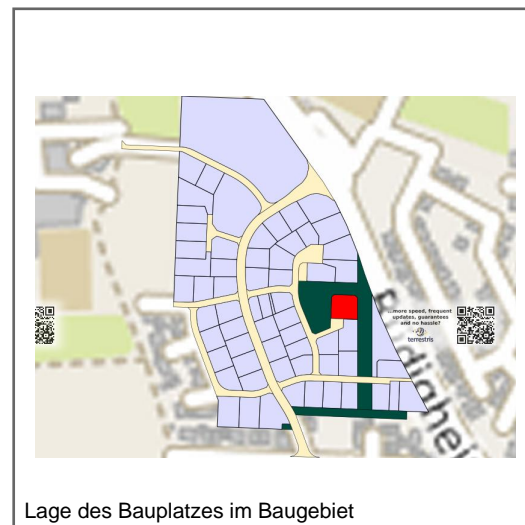 ...more speed, frequent
updates, guarantees
and no hassle?
terrestris
Lage des Bauplatzes im Baugebiet